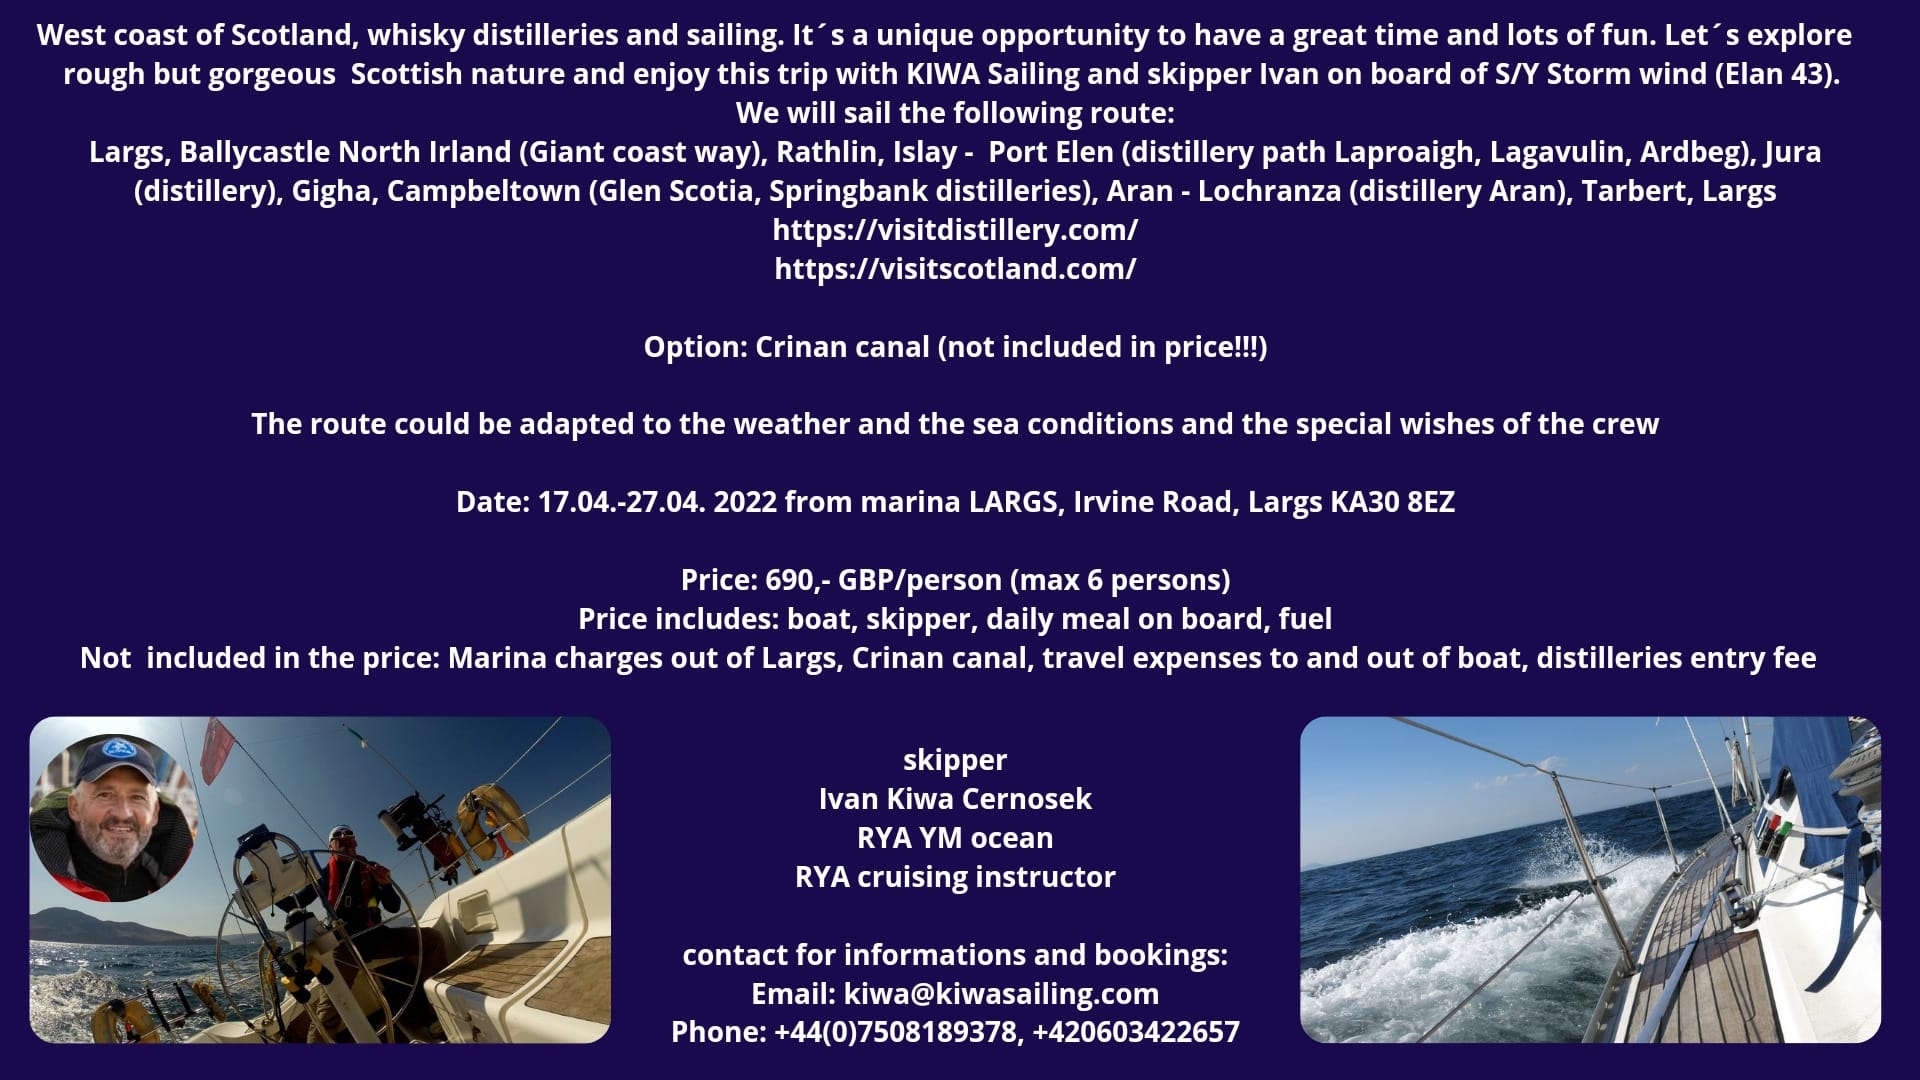 West coast of Scotland, whisky distilleries and sailing. It´s a unique opportunity to have a great time and lots of fun. Let´s explore
rough but gorgeous  Scottish nature and enjoy this trip with KIWA Sailing and skipper Ivan on board of S/Y Storm wind (Elan 43).
We will sail the following route:
Largs, Ballycastle North Irland (Giant coast way), Rathlin, Islay -  Port Elen (distillery path Laproaigh, Lagavulin, Ardbeg), Jura
(distillery), Gigha, Campbeltown (Glen Scotia, Springbank distilleries), Aran - Lochranza (distillery Aran), Tarbert, Largs
https://visitdistillery.com/
https://visitscotland.com/
Option: Crinan canal (not included in price!!!)
The route could be adapted to the weather and the sea conditions and the special wishes of the crew
Date: 17.04.-27.04. 2022 from marina LARGS, Irvine Road, Largs KA30 8EZ
Price: 690,- GBP/person (max 6 persons)
Price includes: boat, skipper, daily meal on board, fuel
Not  included in the price: Marina charges out of Largs, Crinan canal, travel expenses to and out of boat, distilleries entry fee
skipper
Ivan Kiwa Cernosek
RYA YM ocean
RYA cruising instructor
contact for informations and bookings:
Email: kiwa@kiwasailing.com
Phone: +44(0)7508189378, +420603422657